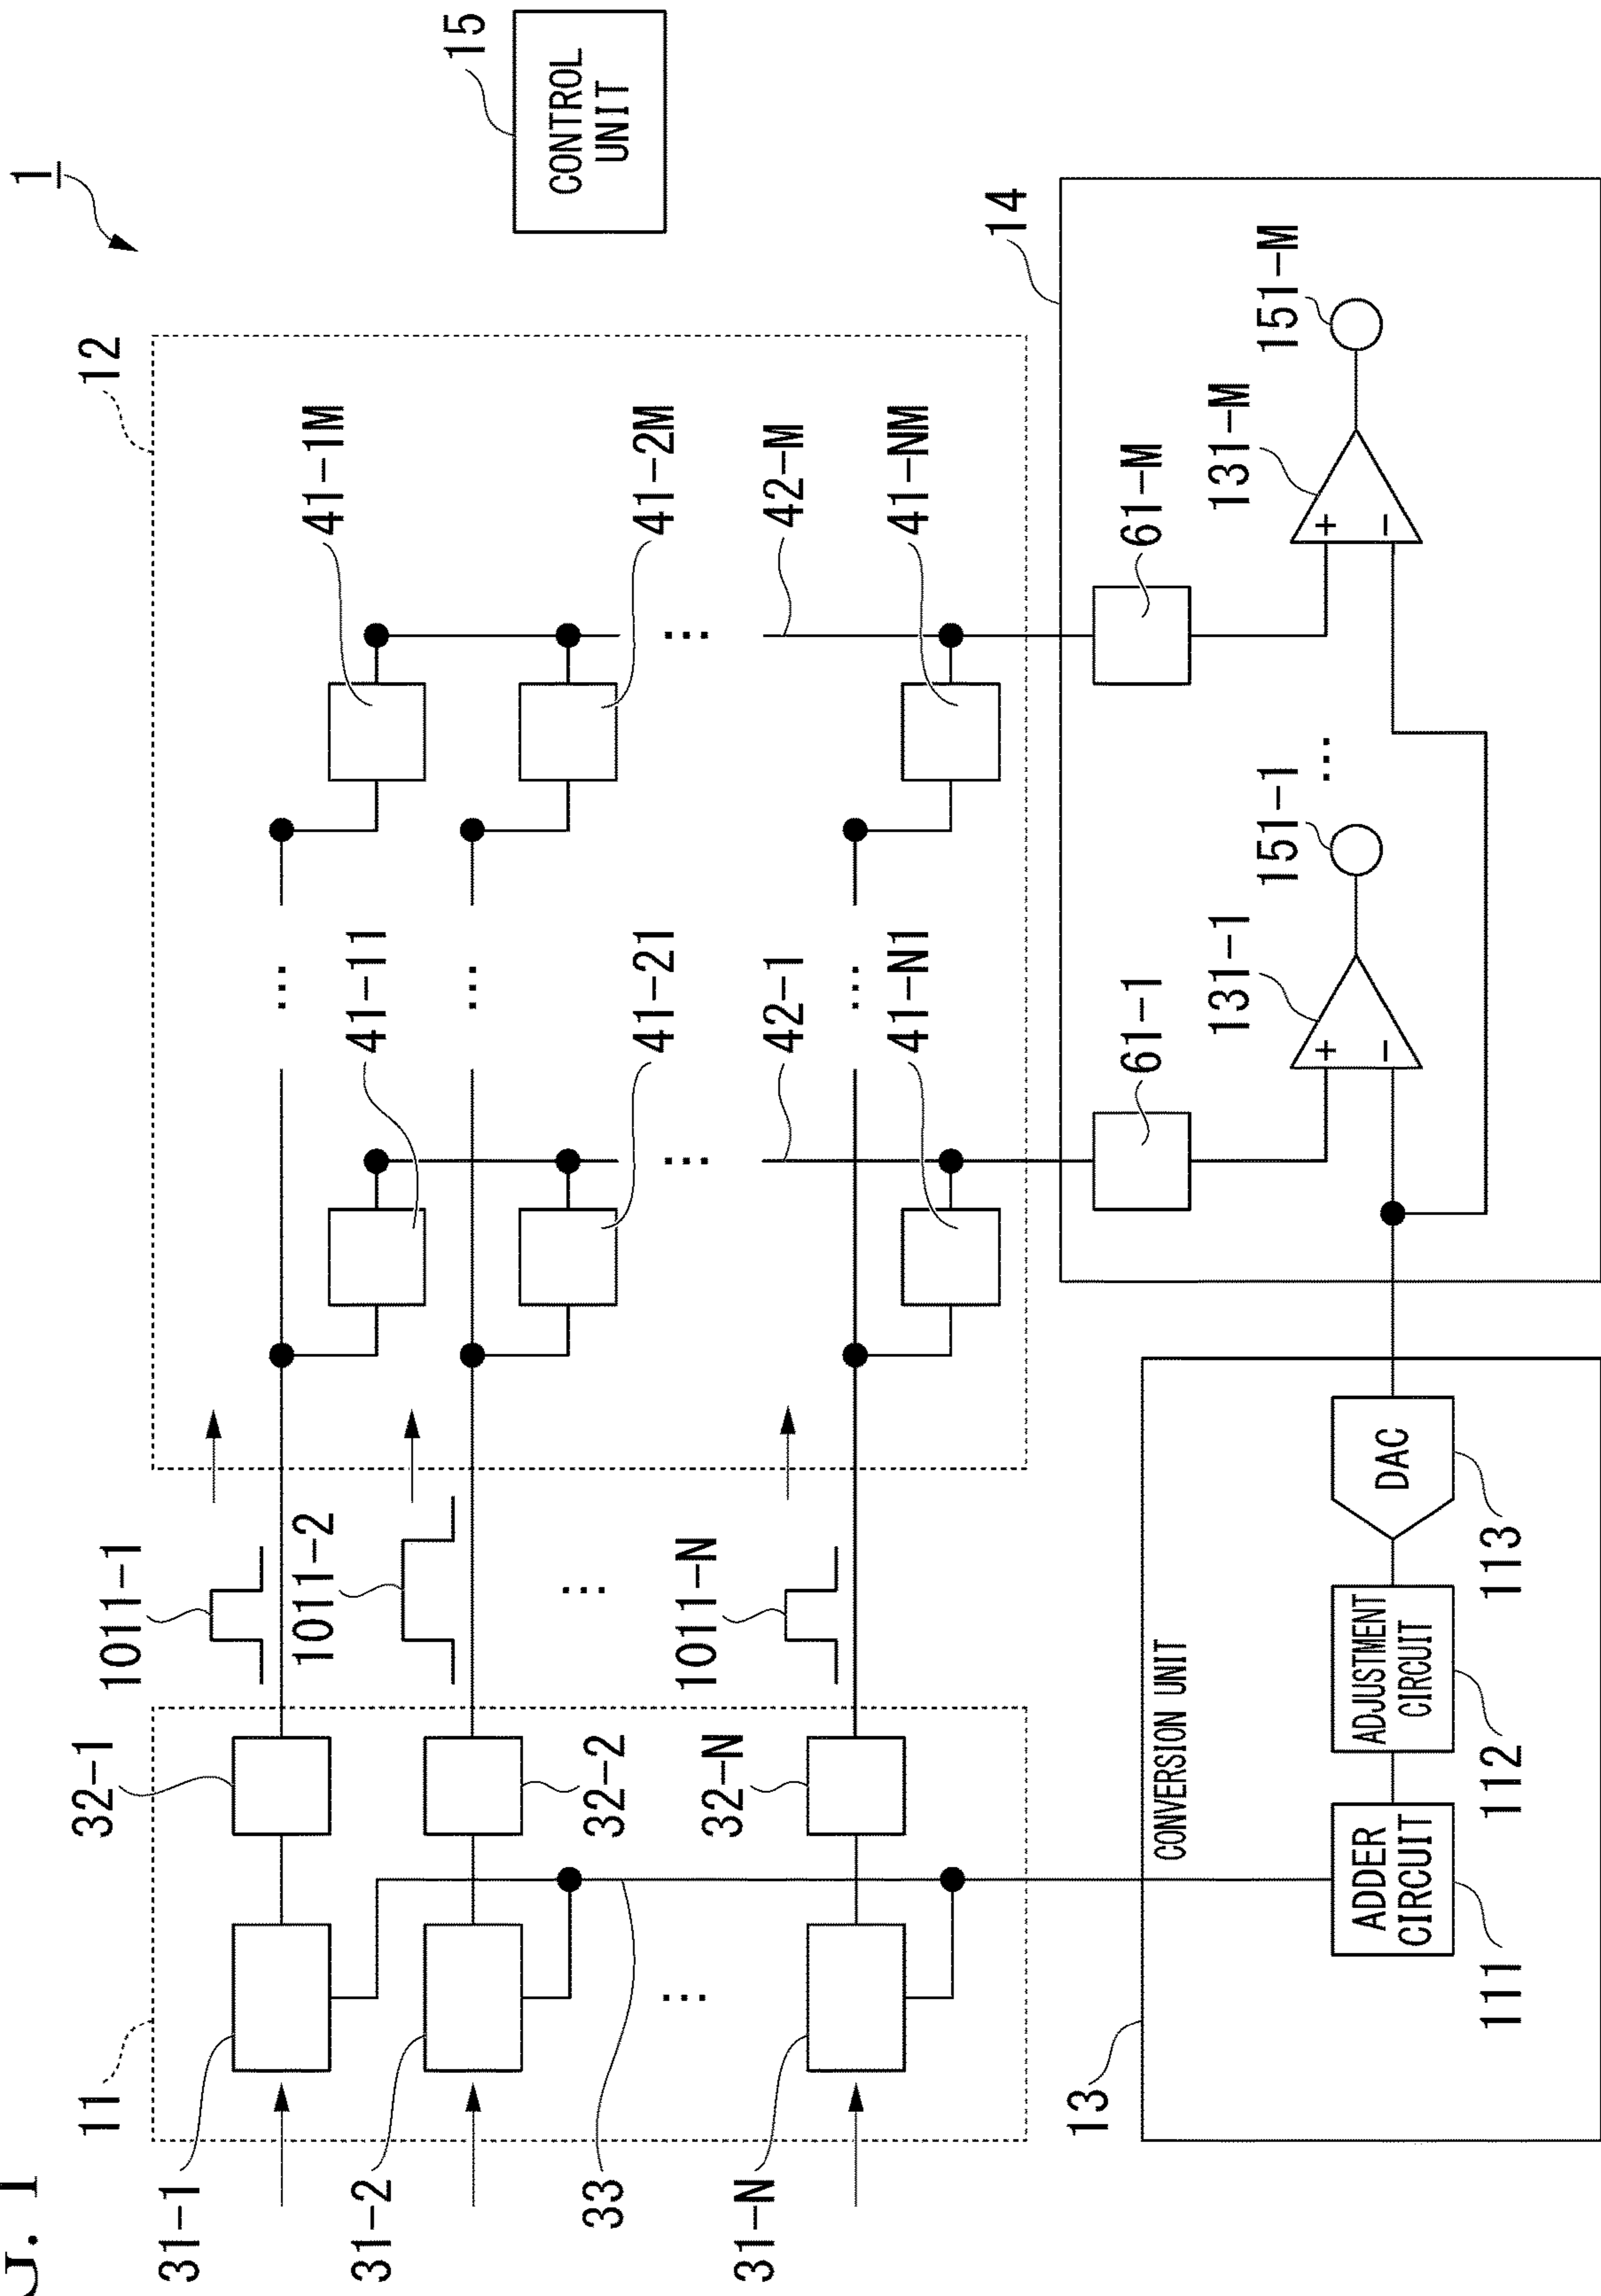 G. 1
1
11
12
15
CONTROL
UNIT
32-1
1011-1
31-1
41-11
41-1M
1011-2
31-2
32-2
41-21
41-2M
33
42-1
42-M
31-N
32-N
1011-N
41-N1
41-NM
14
13
CONVERSION UNIT
61-1
61-M
131-1
151-1
131-M
151-M
+
−
+
−
ADDER
CIRCUIT
ADJUSTMENT
CIRCUIT
DAC
111
112
113